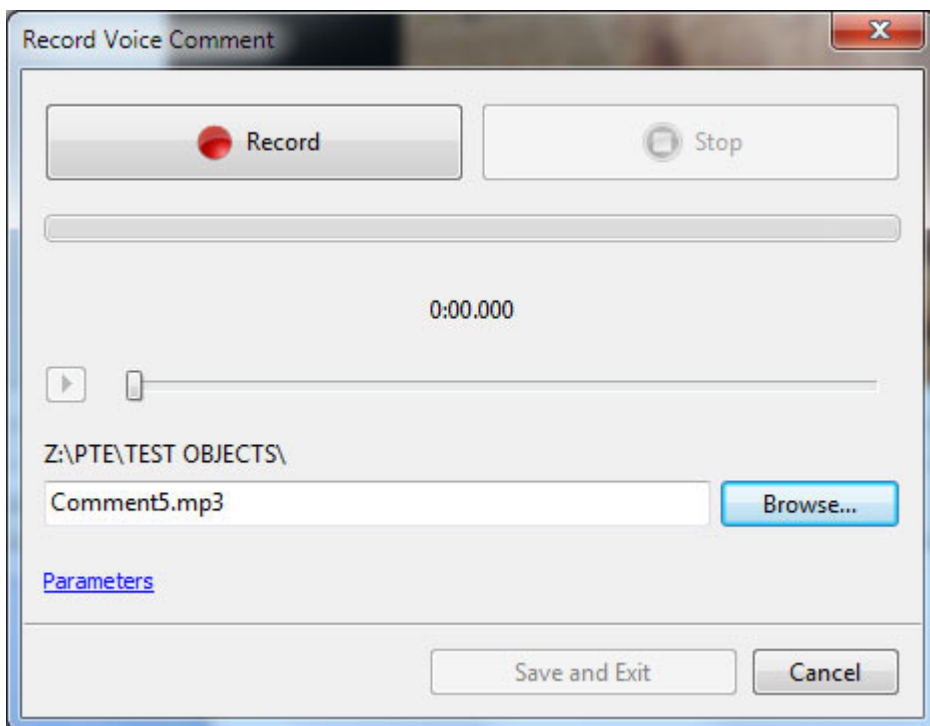 Record Voice Comment
Record
Stop
0:00.000
Z:\PTE\TEST OBJECTS\
Comment5.mp3
Browse...
Parameters
Save and Exit
Cancel